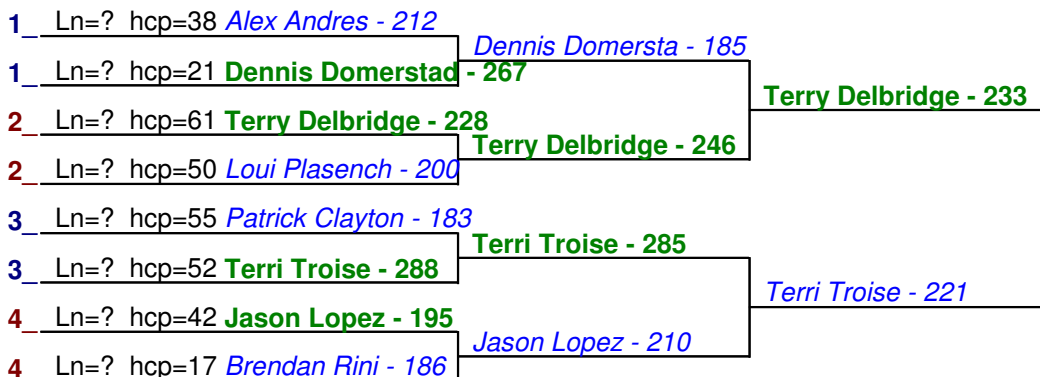 1_ Ln=? hcp=38 Alex Andres - 212
Dennis Domersta - 185
1_ Ln=? hcp=21 Dennis Domerstad - 267
Terry Delbridge - 233
2_ Ln=? hcp=61 Terry Delbridge - 228
Terry Delbridge - 246
2_ Ln=? hcp=50 Loui Plasench - 200
3_ Ln=? hcp=55 Patrick Clayton - 183
Terri Troise - 285
3_ Ln=? hcp=52 Terri Troise - 288
Terri Troise - 221
4_ Ln=? hcp=42 Jason Lopez - 195
Jason Lopez - 210
4 Ln=? hcp=17 Brendan Rini - 186